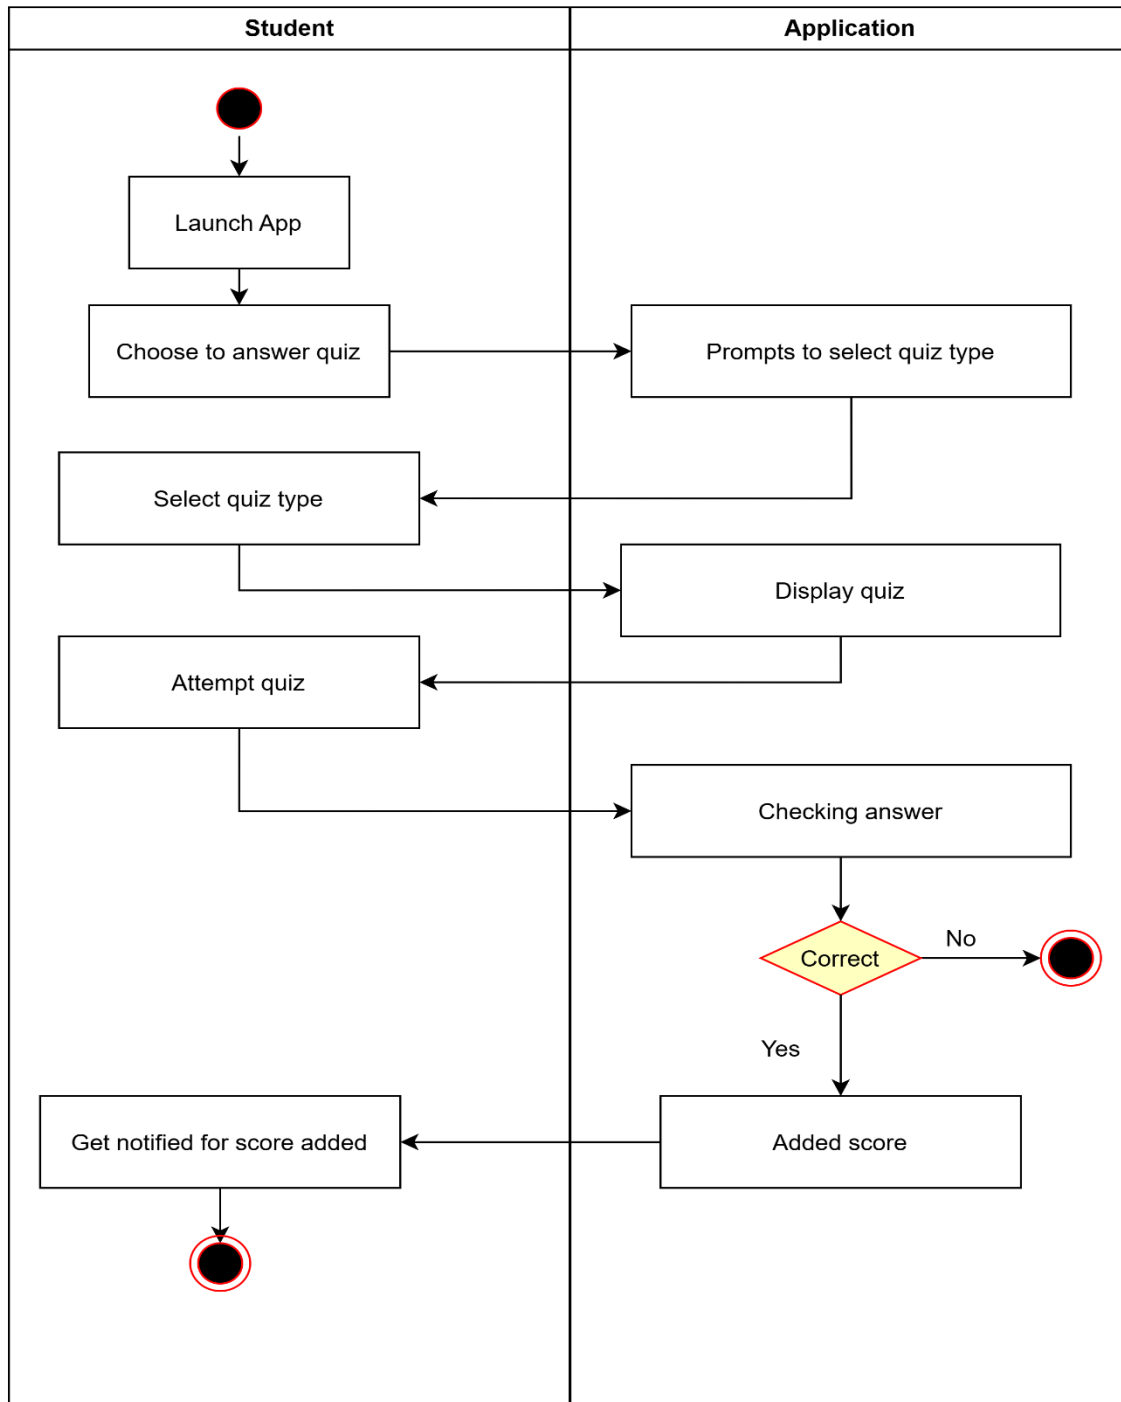 Student
Application
Launch App
Choose to answer quiz
Prompts to select quiz type
Select quiz type
Display quiz
Attempt quiz
Checking answer
Correct
No
Yes
Get notified for score added
Added score